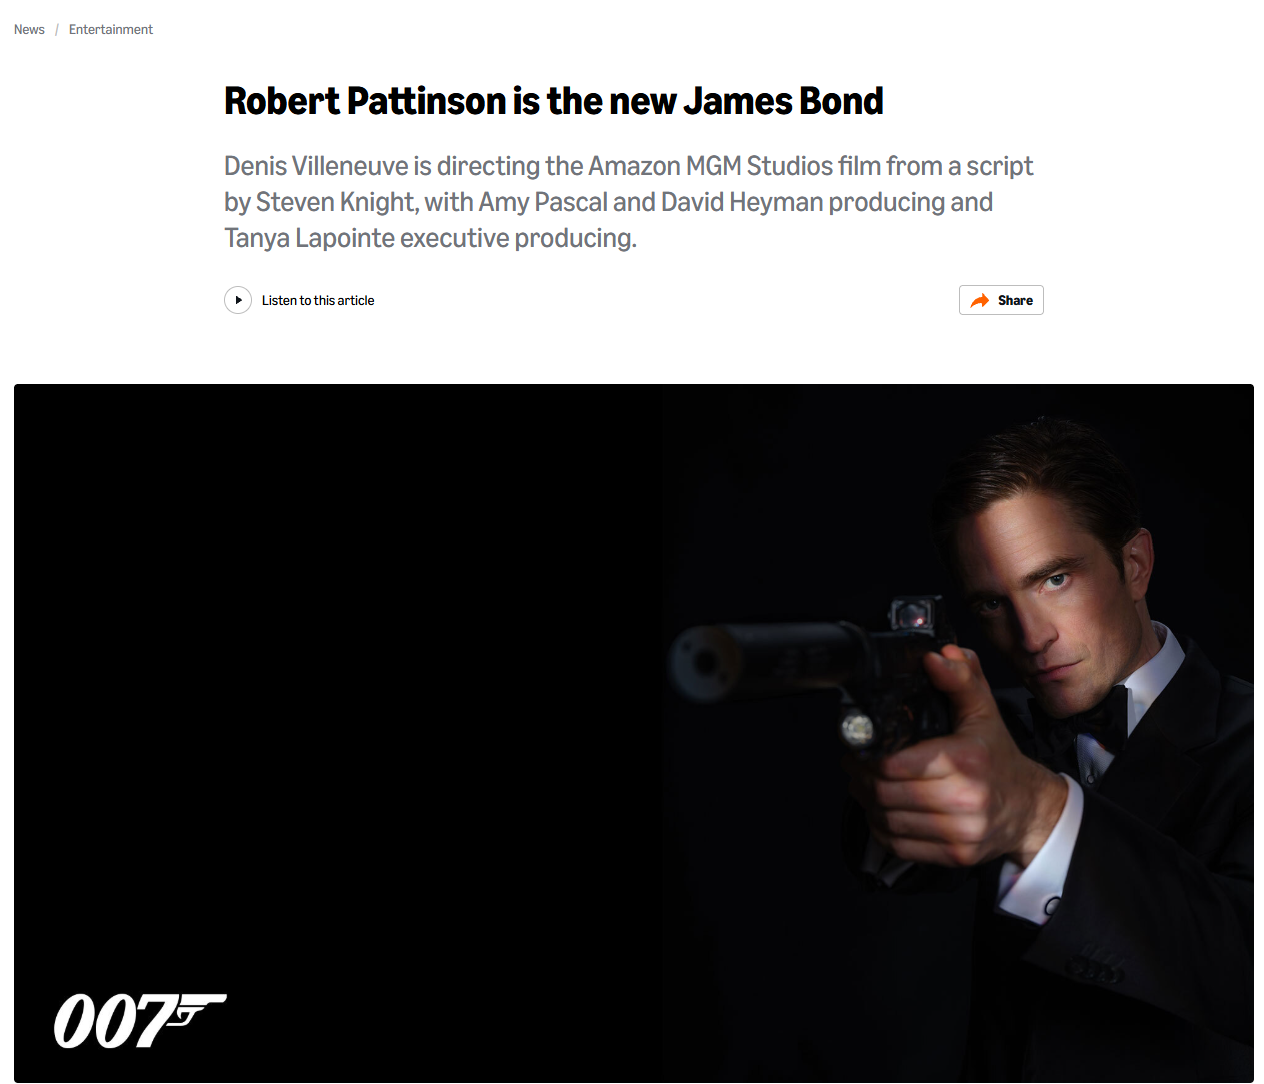 News / Entertainment
Robert Pattinson is the new James Bond
Denis Villeneuve is directing the Amazon MGM Studios film from a script
by Steven Knight, with Amy Pascal and David Heyman producing and
Tanya Lapointe executive producing.
Listen to this article
Share
007